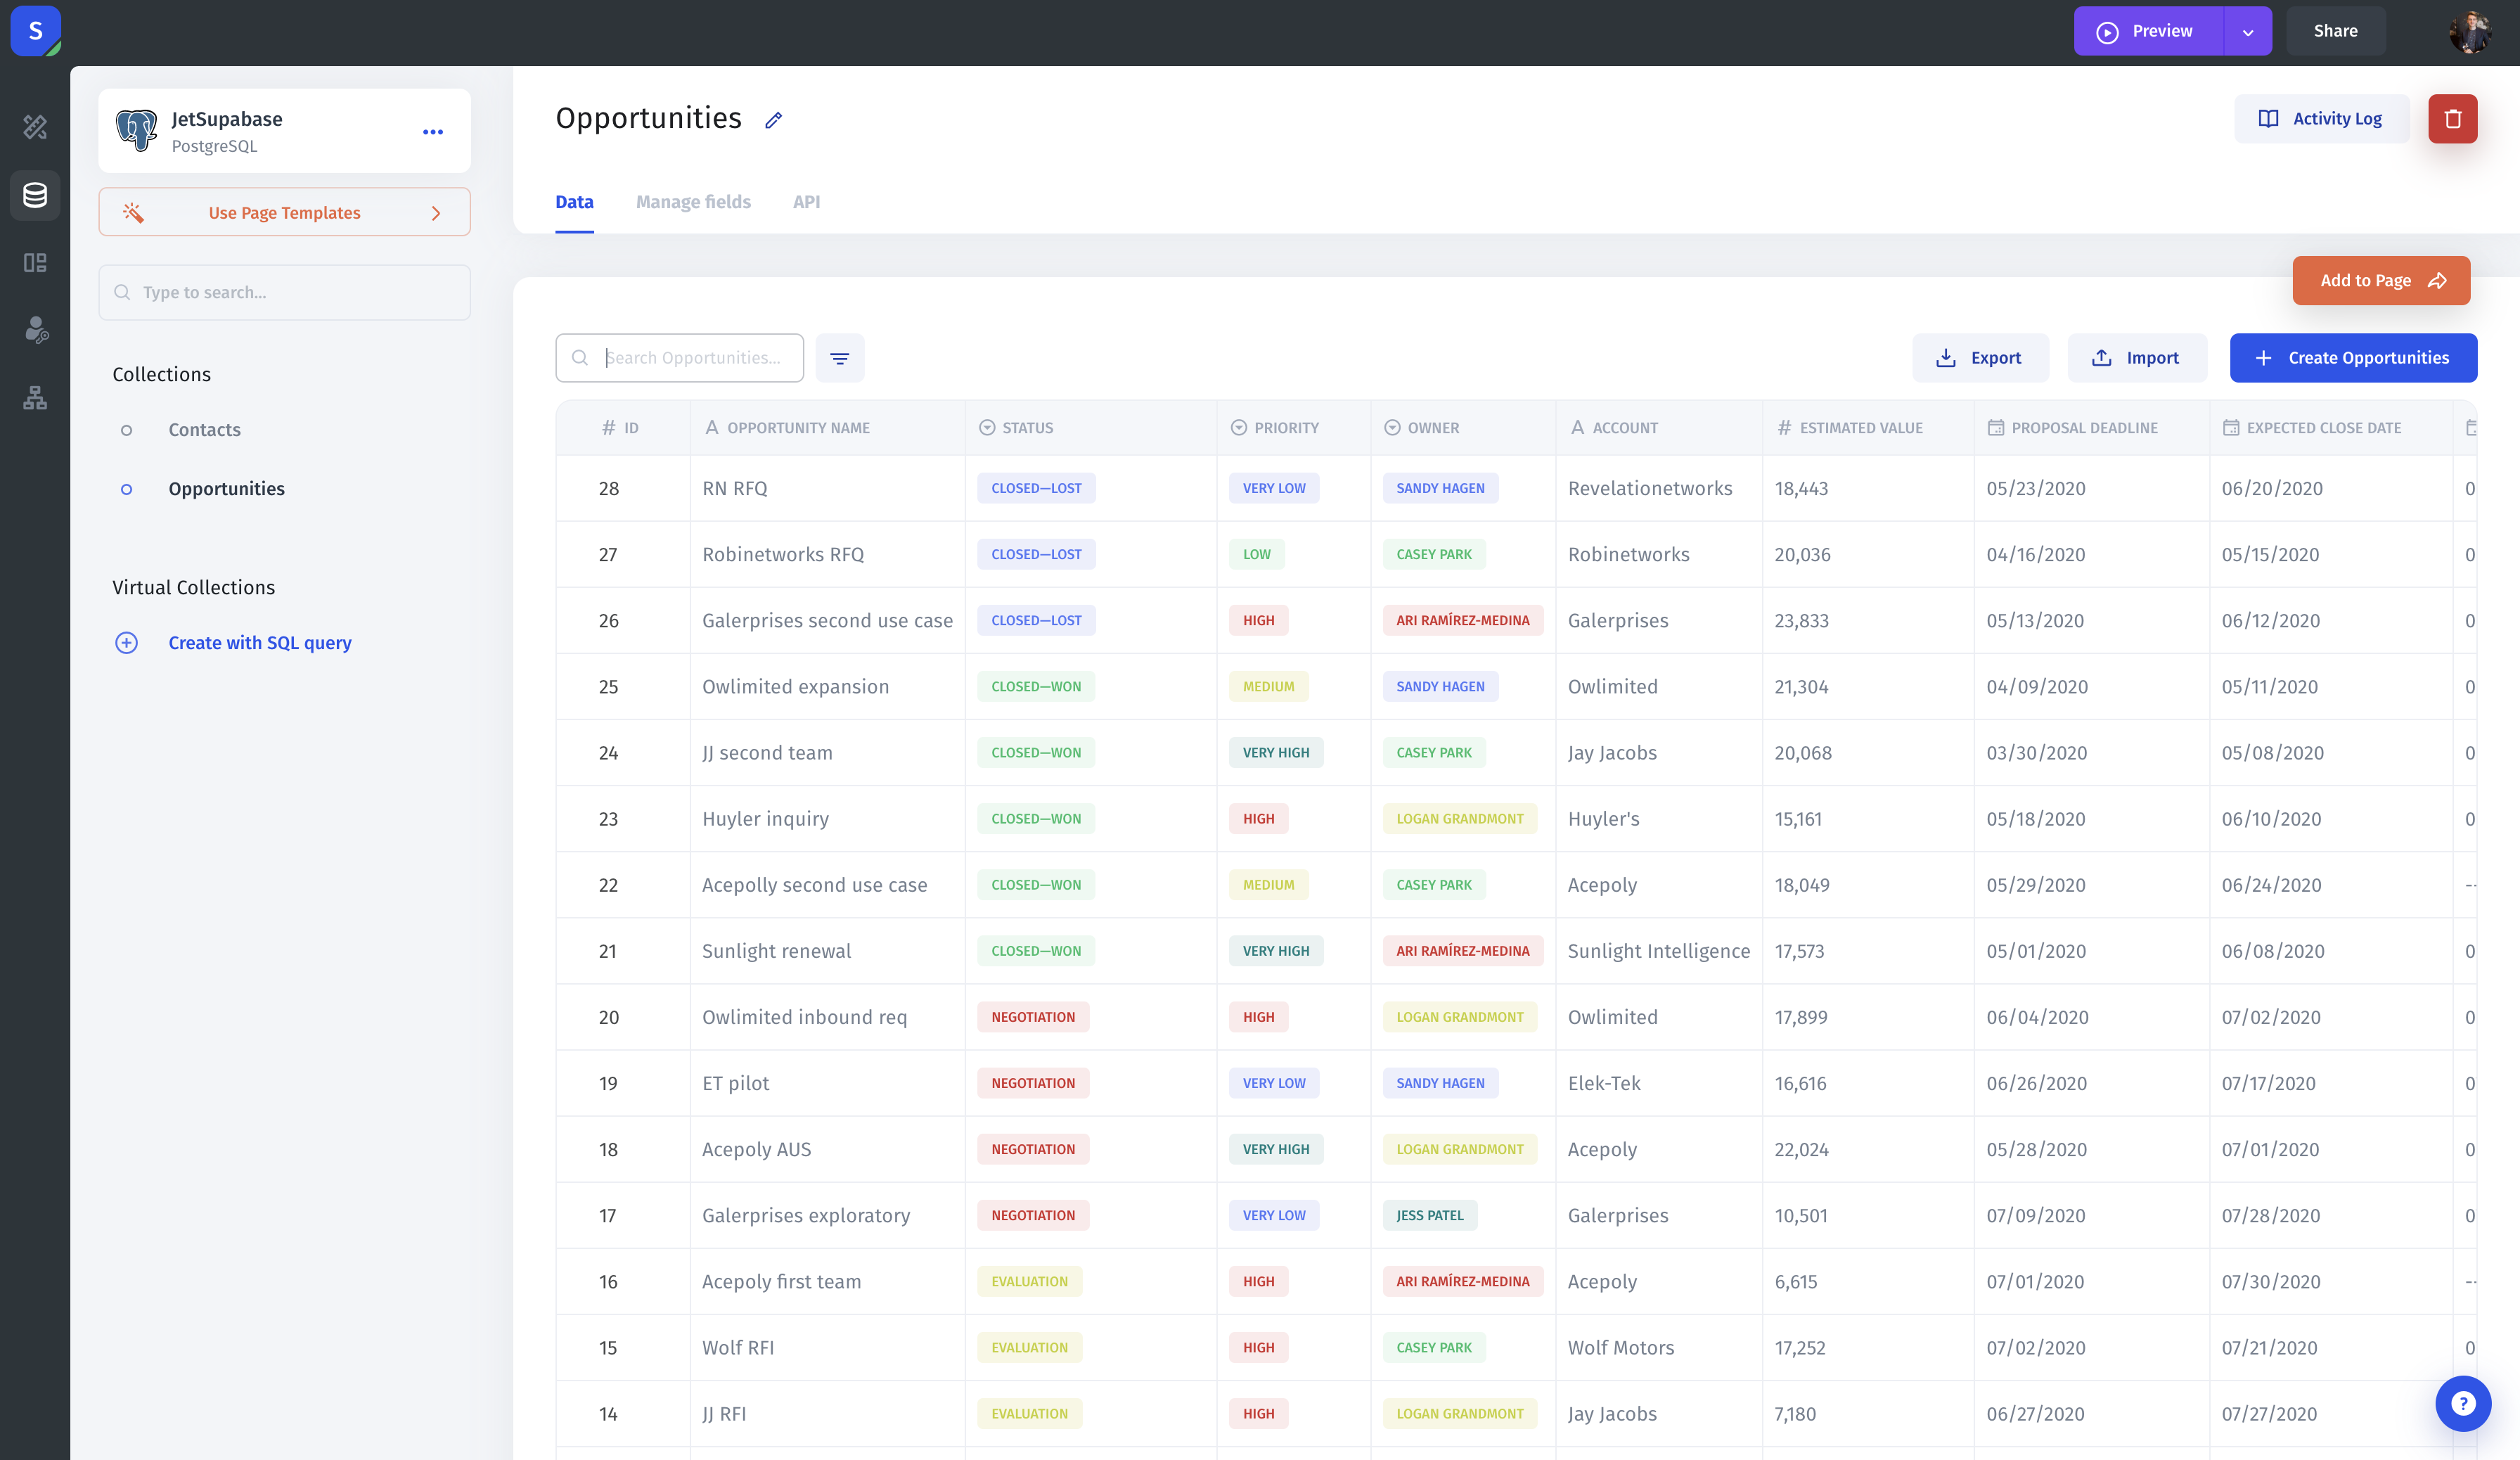 S
Preview
Share
JetSupabase
PostgreSQL
Use Page Templates
Type to search...
Collections
Contacts
Opportunities
Virtual Collections
Create with SQL query
Opportunities
Activity Log
Data Manage fields API
Add to Page
Search Opportunities...
Export Import Create Opportunities
# ID A OPPORTUNITY NAME STATUS PRIORITY OWNER A ACCOUNT # ESTIMATED VALUE PROPOSAL DEADLINE EXPECTED CLOSE DATE
28 RN RFQ CLOSED—LOST VERY LOW SANDY HAGEN Revelationetworks 18,443 05/23/2020 06/20/2020 0
27 Robinetworks RFQ CLOSED—LOST LOW CASEY PARK Robinetworks 20,036 04/16/2020 05/15/2020 0
26 Galerprises second use case CLOSED—LOST HIGH ARI RAMÍREZ-MEDINA Galerprises 23,833 05/13/2020 06/12/2020 0
25 Owlimited expansion CLOSED—WON MEDIUM SANDY HAGEN Owlimited 21,304 04/09/2020 05/11/2020 0
24 JJ second team CLOSED—WON VERY HIGH CASEY PARK Jay Jacobs 20,068 03/30/2020 05/08/2020 0
23 Huyler inquiry CLOSED—WON HIGH LOGAN GRANDMONT Huyler's 15,161 05/18/2020 06/10/2020 0
22 Acepolly second use case CLOSED—WON MEDIUM CASEY PARK Acepoly 18,049 05/29/2020 06/24/2020 --
21 Sunlight renewal CLOSED—WON VERY HIGH ARI RAMÍREZ-MEDINA Sunlight Intelligence 17,573 05/01/2020 06/08/2020 0
20 Owlimited inbound req NEGOTIATION HIGH LOGAN GRANDMONT Owlimited 17,899 06/04/2020 07/02/2020 0
19 ET pilot NEGOTIATION VERY LOW SANDY HAGEN Elek-Tek 16,616 06/26/2020 07/17/2020 0
18 Acepoly AUS NEGOTIATION VERY HIGH LOGAN GRANDMONT Acepoly 22,024 05/28/2020 07/01/2020 0
17 Galerprises exploratory NEGOTIATION VERY LOW JESS PATEL Galerprises 10,501 07/09/2020 07/28/2020 0
16 Acepoly first team EVALUATION HIGH ARI RAMÍREZ-MEDINA Acepoly 6,615 07/01/2020 07/30/2020 --
15 Wolf RFI EVALUATION HIGH CASEY PARK Wolf Motors 17,252 07/02/2020 07/21/2020 0
14 JJ RFI EVALUATION HIGH LOGAN GRANDMONT Jay Jacobs 7,180 06/27/2020 07/27/2020 0
?